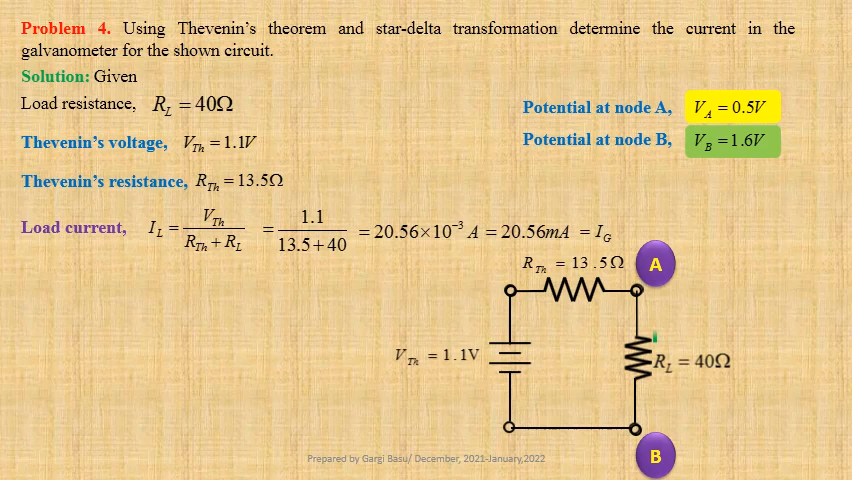 Problem 4. Using Thevenin's theorem and star-delta transformation determine the current in the
galvanometer for the shown circuit.
Solution: Given
Load resistance, R_L = 40Ω
Potential at node A, V_A = 0.5V
Thevenin's voltage, V_Th = 1.1V
Potential at node B, V_B = 1.6V
Thevenin's resistance, R_Th = 13.5Ω
Load current, I_L = V_Th / (R_Th + R_L) = 1.1 / (13.5 + 40) = 20.56×10^-3 A = 20.56mA = I_G
R_Th = 13.5Ω
A
V_Th = 1.1V
R_L = 40Ω
B
Prepared by Gargi Basu/ December, 2021-January,2022